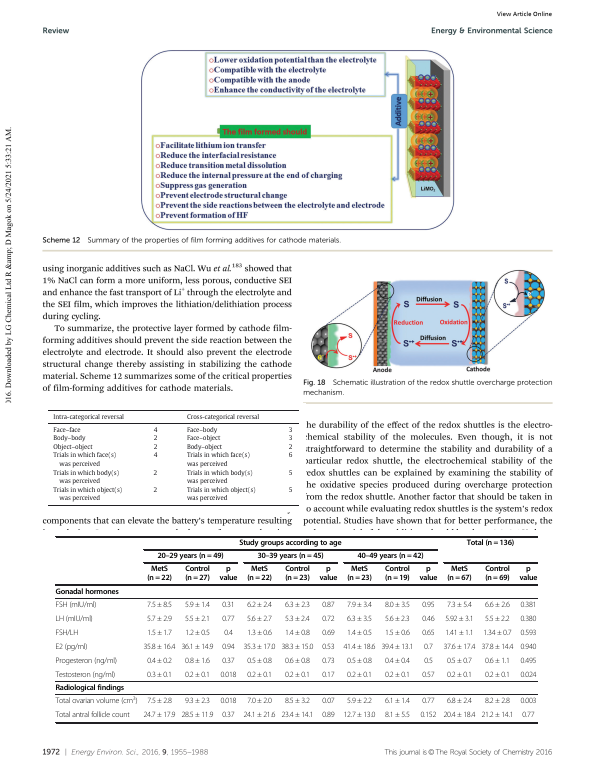 View Article Online
Review
Energy & Environmental Science
Lower oxidation potential than the electrolyte
Compatible with the electrolyte
Compatible with the anode
Enhance the conductivity of the electrolyte
Additive
The film formed should
Facilitate lithium ion transfer
Reduce the interfacial resistance
Reduce transition metal dissolution
Reduce the internal pressure at the end of charging
Suppress gas generation
Prevent electrode structural change
Prevent the side reactions between the electrolyte and electrode
Prevent formation of HF
LiMO₂
Scheme 12 Summary of the properties of film forming additives for cathode materials.
016. Downloaded by LG Chemical Ltd R &amp; D Magok on 5/24/2021 5:33:21 AM.
using inorganic additives such as NaCl. Wu et al.¹⁸³ showed that
1% NaCl can form a more uniform, less porous, conductive SEI
and enhance the fast transport of Li⁺ through the electrolyte and
the SEI film, which improves the lithiation/delithiation process
during cycling.
To summarize, the protective layer formed by cathode film-
forming additives should prevent the side reaction between the
electrolyte and electrode. It should also prevent the electrode
structural change thereby assisting in stabilizing the cathode
material. Scheme 12 summarizes some of the critical properties
of film-forming additives for cathode materials.
S Diffusion S
Reduction Oxidation
S⁺• Diffusion S⁺•
S
S⁺•
S
S⁺•
Anode Cathode
Fig. 18 Schematic illustration of the redox shuttle overcharge protection
mechanism.
Intra-categorical reversal Cross-categorical reversal
Face–face 4 Face–body 3
Body–body 2 Face–object 3
Object–object 2 Body–object 2
Trials in which face(s) 4 Trials in which face(s) 6
was perceived was perceived
Trials in which body(s) 2 Trials in which body(s) 5
was perceived was perceived
Trials in which object(s) 2 Trials in which object(s) 5
was perceived was perceived
components that can elevate the battery's temperature resulting
he durability of the effect of the redox shuttles is the electro-
chemical stability of the molecules. Even though, it is not
straightforward to determine the stability and durability of a
particular redox shuttle, the electrochemical stability of the
redox shuttles can be explained by examining the stability of
the oxidative species produced during overcharge protection
from the redox shuttle. Another factor that should be taken in
o account while evaluating redox shuttles is the system's redox
potential. Studies have shown that for better performance, the
Study groups according to age Total (n = 136)
20–29 years (n = 49) 30–39 years (n = 45) 40–49 years (n = 42)
MetS Control p MetS Control p MetS Control p MetS Control p
(n = 22) (n = 27) value (n = 22) (n = 23) value (n = 23) (n = 19) value (n = 67) (n = 69) value
Gonadal hormones
FSH (mIU/ml) 7.5 ± 8.5 5.9 ± 1.4 0.31 6.2 ± 2.4 6.3 ± 2.3 0.87 7.9 ± 3.4 8.0 ± 3.5 0.95 7.3 ± 5.4 6.6 ± 2.6 0.381
LH (mIU/ml) 5.7 ± 2.9 5.5 ± 2.1 0.77 5.6 ± 2.7 5.3 ± 2.4 0.72 6.3 ± 3.5 5.6 ± 2.3 0.46 5.92 ± 3.1 5.5 ± 2.2 0.380
FSH/LH 1.5 ± 1.7 1.2 ± 0.5 0.4 1.3 ± 0.6 1.4 ± 0.8 0.69 1.4 ± 0.5 1.5 ± 0.6 0.65 1.41 ± 1.1 1.34 ± 0.7 0.593
E2 (pg/ml) 35.8 ± 16.4 36.1 ± 14.9 0.94 35.3 ± 17.0 38.3 ± 15.0 0.53 41.4 ± 18.6 39.4 ± 13.1 0.7 37.6 ± 17.4 37.8 ± 14.4 0.940
Progesteron (ng/ml) 0.4 ± 0.2 0.8 ± 1.6 0.37 0.5 ± 0.8 0.6 ± 0.8 0.73 0.5 ± 0.8 0.4 ± 0.4 0.5 0.5 ± 0.7 0.6 ± 1.1 0.495
Testosteron (ng/ml) 0.3 ± 0.1 0.2 ± 0.1 0.018 0.2 ± 0.1 0.2 ± 0.1 0.17 0.2 ± 0.1 0.2 ± 0.1 0.57 0.2 ± 0.1 0.2 ± 0.1 0.024
Radiological findings
Total ovarian volume (cm³) 7.5 ± 2.8 9.3 ± 2.3 0.018 7.0 ± 2.0 8.5 ± 3.2 0.07 5.9 ± 2.2 6.1 ± 1.4 0.77 6.8 ± 2.4 8.2 ± 2.8 0.003
Total antral follicle count 24.7 ± 17.9 28.5 ± 11.9 0.37 24.1 ± 21.6 23.4 ± 14.1 0.89 12.7 ± 13.0 8.1 ± 5.5 0.152 20.4 ± 18.4 21.2 ± 14.1 0.77
1972 | Energy Environ. Sci., 2016, 9, 1955–1988
This journal is © The Royal Society of Chemistry 2016